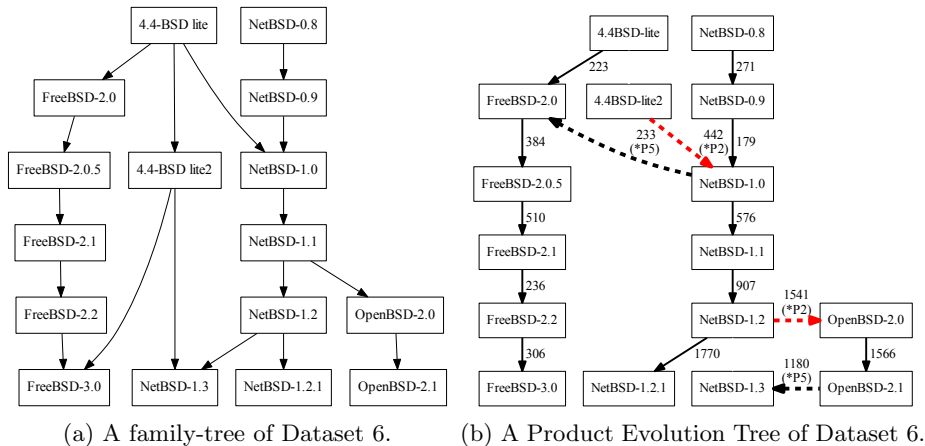 4.4-BSD lite
NetBSD-0.8
FreeBSD-2.0
NetBSD-0.9
FreeBSD-2.0.5
4.4-BSD lite2
NetBSD-1.0
FreeBSD-2.1
NetBSD-1.1
FreeBSD-2.2
NetBSD-1.2
OpenBSD-2.0
FreeBSD-3.0
NetBSD-1.3
NetBSD-1.2.1
OpenBSD-2.1
(a) A family-tree of Dataset 6.
4.4BSD-lite
NetBSD-0.8
223
271
FreeBSD-2.0
4.4BSD-lite2
NetBSD-0.9
384
233
(*P5)
442
(*P2)
179
FreeBSD-2.0.5
NetBSD-1.0
510
576
FreeBSD-2.1
NetBSD-1.1
236
907
1541
(*P2)
FreeBSD-2.2
NetBSD-1.2
OpenBSD-2.0
306
1770
1180
(*P5)
1566
FreeBSD-3.0
NetBSD-1.2.1
NetBSD-1.3
OpenBSD-2.1
(b) A Product Evolution Tree of Dataset 6.